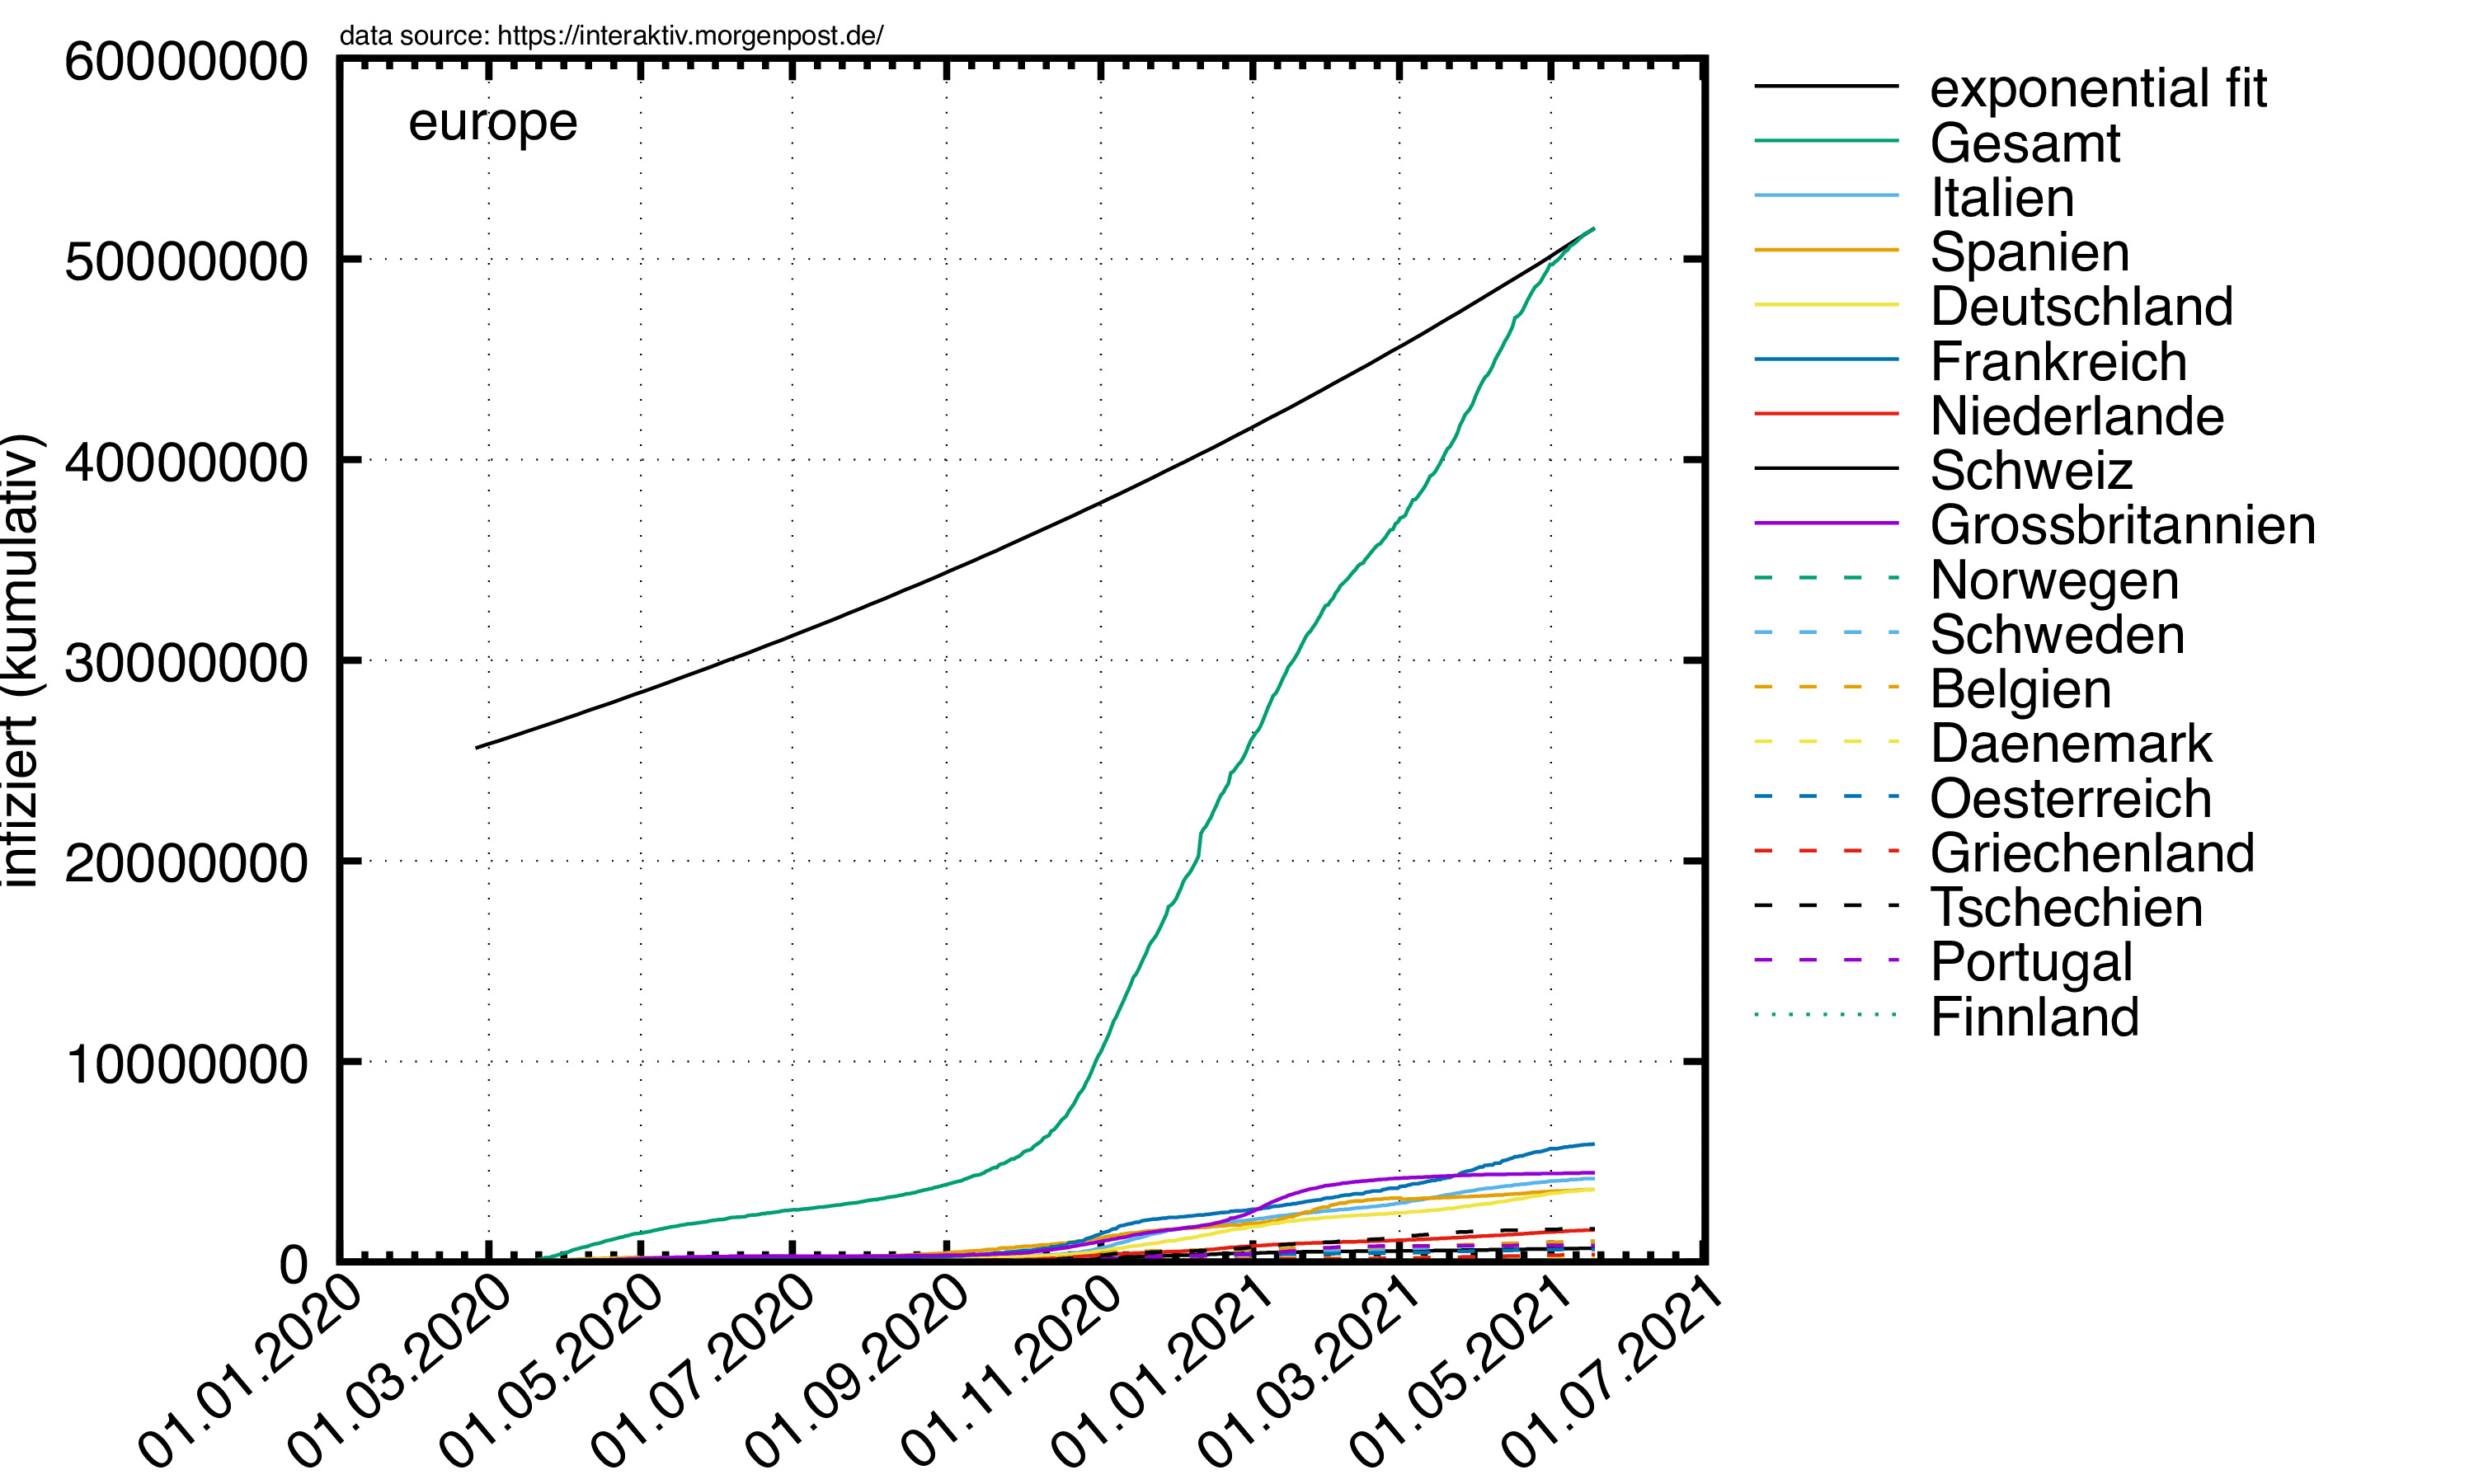 data source: https://interaktiv.morgenpost.de/
60000000
50000000
40000000
30000000
20000000
10000000
0
infiziert (kumulativ)
europe
01.01.2020
01.03.2020
01.05.2020
01.07.2020
01.09.2020
01.11.2020
01.01.2021
01.03.2021
01.05.2021
01.07.2021
exponential fit
Gesamt
Italien
Spanien
Deutschland
Frankreich
Niederlande
Schweiz
Grossbritannien
Norwegen
Schweden
Belgien
Daenemark
Oesterreich
Griechenland
Tschechien
Portugal
Finnland